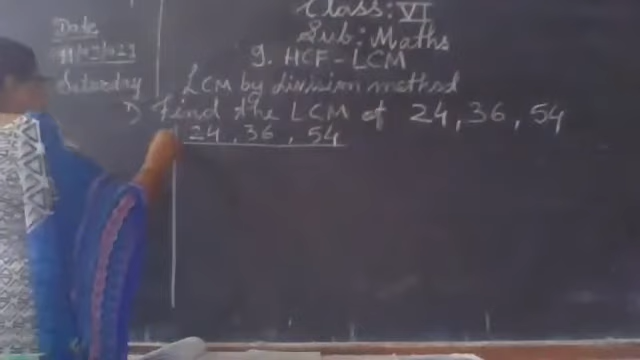 Class: VI
Sub: Maths
Date
Saturday
9. HCF-LCM
LCM by division method
1) Find the LCM of 24, 36, 54
24, 36, 54